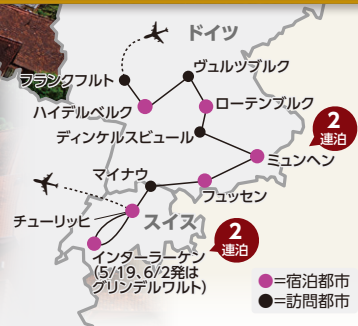 ドイツ
フランクフルト
ヴュルツブルク
ハイデルベルク
ローテンブルク
ディンケルスビュール
2
連泊
ミュンヘン
マイナウ
フュッセン
チューリッヒ
スイス
2
連泊
インターラーケン
(5/19、6/2発は
グリンデルワルト)
●=宿泊都市
●=訪問都市